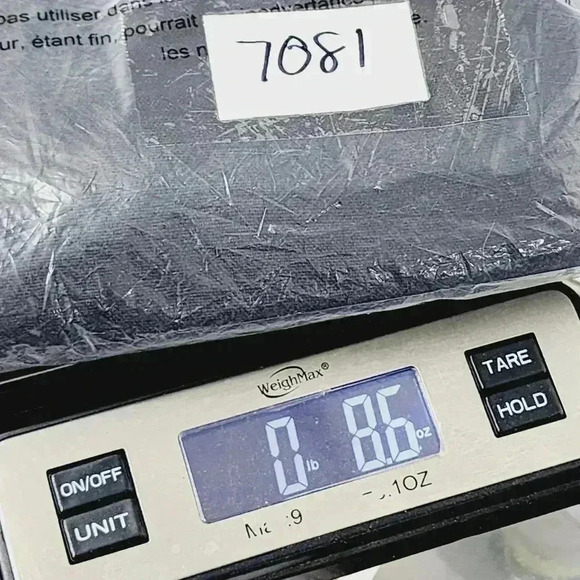 pas utiliser dans
ur, étant fin, pourrait
les
7081
WeighMax®
TARE
HOLD
0 lb 8.6 oz
ON/OFF
UNIT
.1OZ